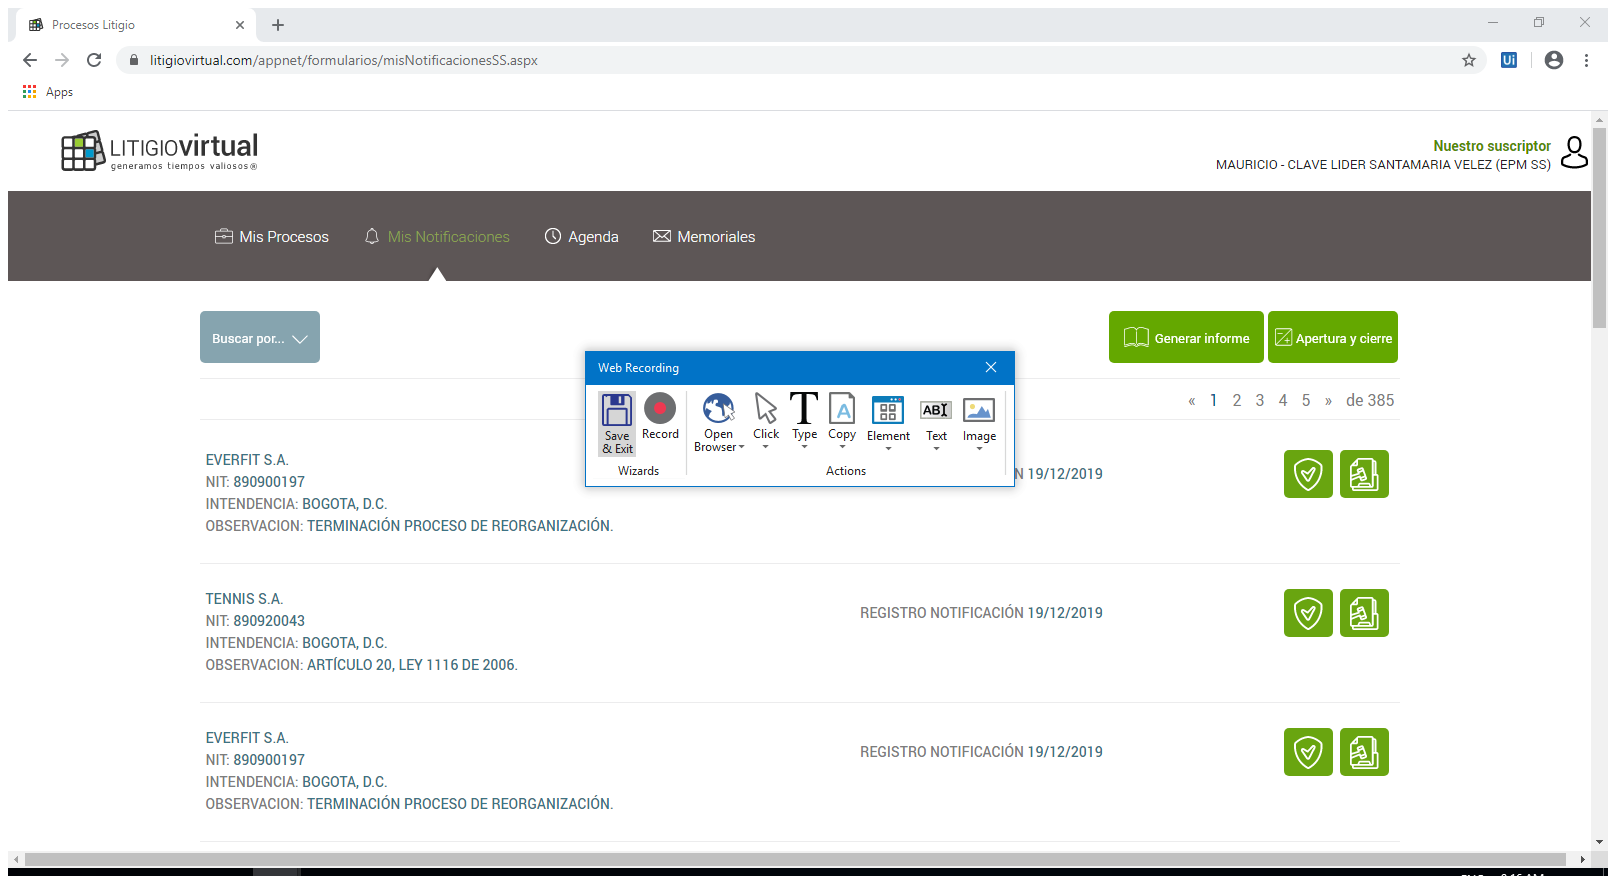 Procesos Litigio
litigiovirtual.com/appnet/formularios/misNotificacionesSS.aspx
Ui
Apps
LITIGIOvirtual
generamos tiempos valiosos®
Nuestro suscriptor
MAURICIO - CLAVE LIDER SANTAMARIA VELEZ (EPM SS)
Mis Procesos
Mis Notificaciones
Agenda
Memoriales
Buscar por...
Generar informe
Apertura y cierre
« 1 2 3 4 5 » de 385
Web Recording
Save & Exit
Record
Open Browser
Click
Type
Copy
Element
Text
Image
Wizards
Actions
EVERFIT S.A.
NIT: 890900197
INTENDENCIA: BOGOTA, D.C.
OBSERVACION: TERMINACIÓN PROCESO DE REORGANIZACIÓN.
N 19/12/2019
TENNIS S.A.
NIT: 890920043
INTENDENCIA: BOGOTA, D.C.
OBSERVACION: ARTÍCULO 20, LEY 1116 DE 2006.
REGISTRO NOTIFICACIÓN 19/12/2019
EVERFIT S.A.
NIT: 890900197
INTENDENCIA: BOGOTA, D.C.
OBSERVACION: TERMINACIÓN PROCESO DE REORGANIZACIÓN.
REGISTRO NOTIFICACIÓN 19/12/2019